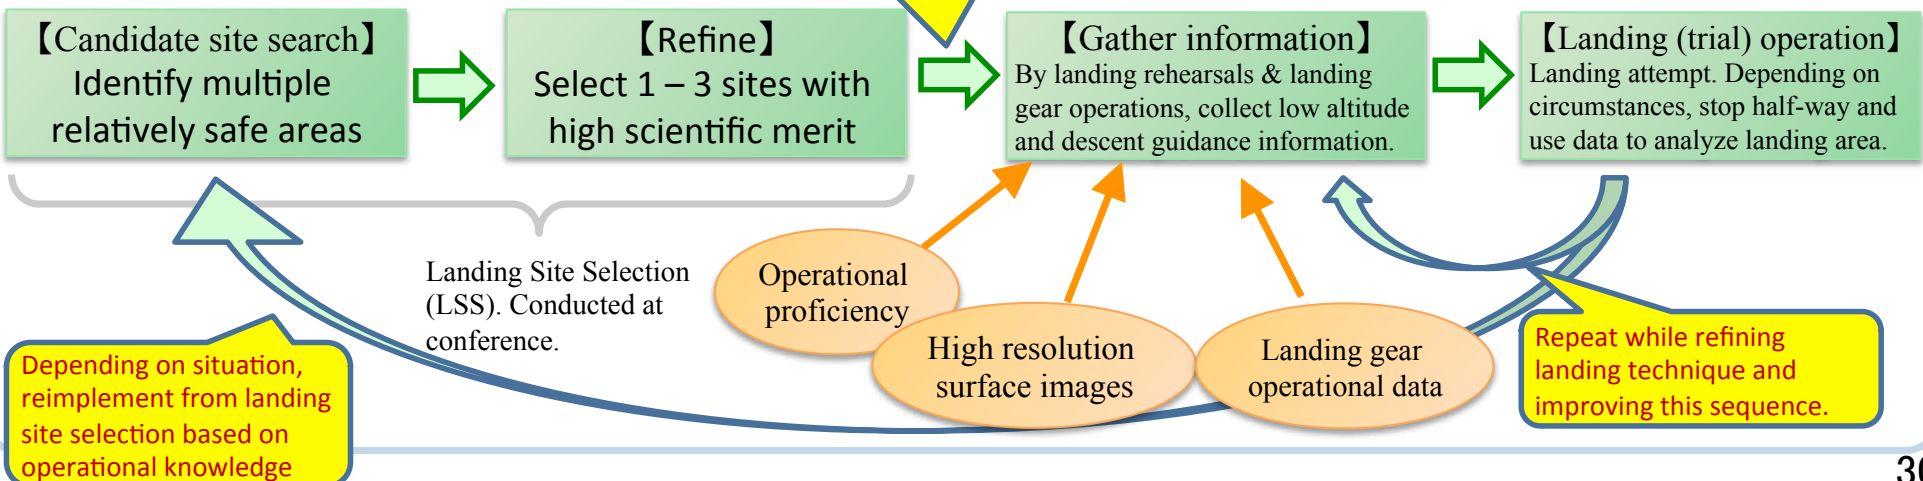 【Candidate site search】
Identify multiple
relatively safe areas
【Refine】
Select 1 – 3 sites with
high scientific merit
【Gather information】
By landing rehearsals & landing
gear operations, collect low altitude
and descent guidance information.
【Landing (trial) operation】
Landing attempt. Depending on
circumstances, stop half-way and
use data to analyze landing area.
Landing Site Selection
(LSS). Conducted at
conference.
Operational
proficiency
High resolution
surface images
Landing gear
operational data
Repeat while refining
landing technique and
improving this sequence.
Depending on situation,
reimplement from landing
site selection based on
operational knowledge